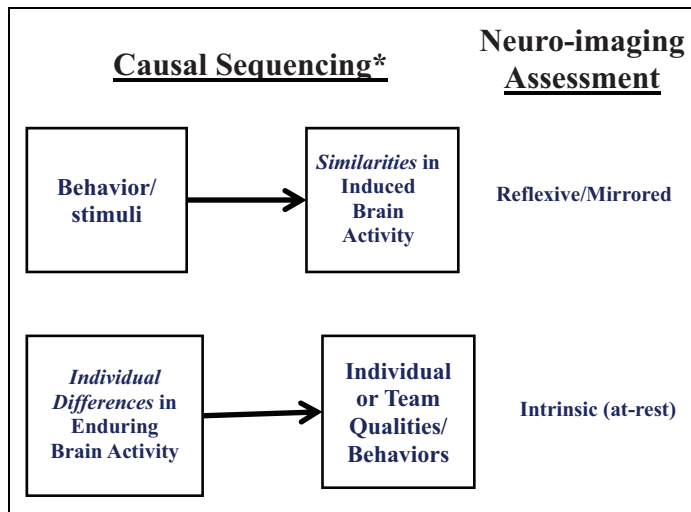 Causal Sequencing*
Neuro-imaging
Assessment
Behavior/
stimuli
Similarities in
Induced
Brain
Activity
Reflexive/Mirrored
Individual
Differences in
Enduring
Brain Activity
Individual
or Team
Qualities/
Behaviors
Intrinsic (at-rest)